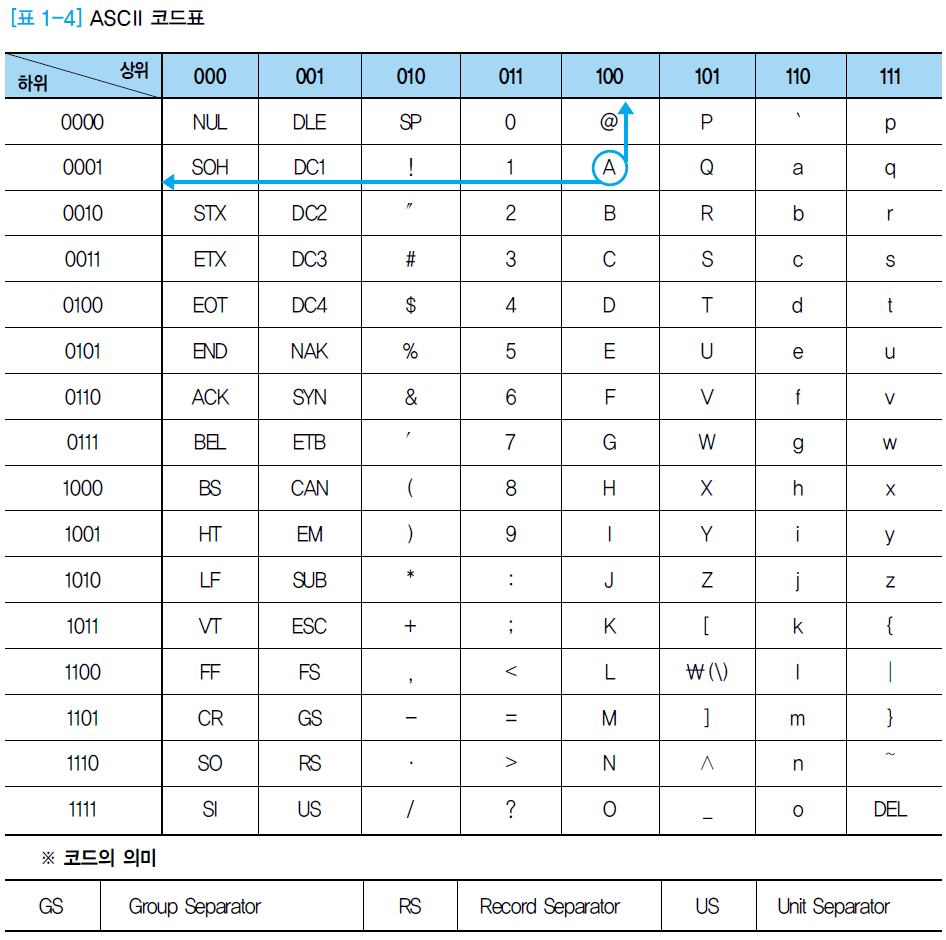 [표 1-4] ASCII 코드표
하위 상위 000 001 010 011 100 101 110 111
0000 NUL DLE SP 0 @ P ` p
0001 SOH DC1 ! 1 A Q a q
0010 STX DC2 ″ 2 B R b r
0011 ETX DC3 # 3 C S c s
0100 EOT DC4 $ 4 D T d t
0101 END NAK % 5 E U e u
0110 ACK SYN & 6 F V f v
0111 BEL ETB ′ 7 G W g w
1000 BS CAN ( 8 H X h x
1001 HT EM ) 9 I Y i y
1010 LF SUB * : J Z j z
1011 VT ESC + ; K [ k {
1100 FF FS , < L ₩(\) l |
1101 CR GS - = M ] m }
1110 SO RS · > N ^ n ~
1111 SI US / ? O _ o DEL
※ 코드의 의미
GS Group Separator RS Record Separator US Unit Separator